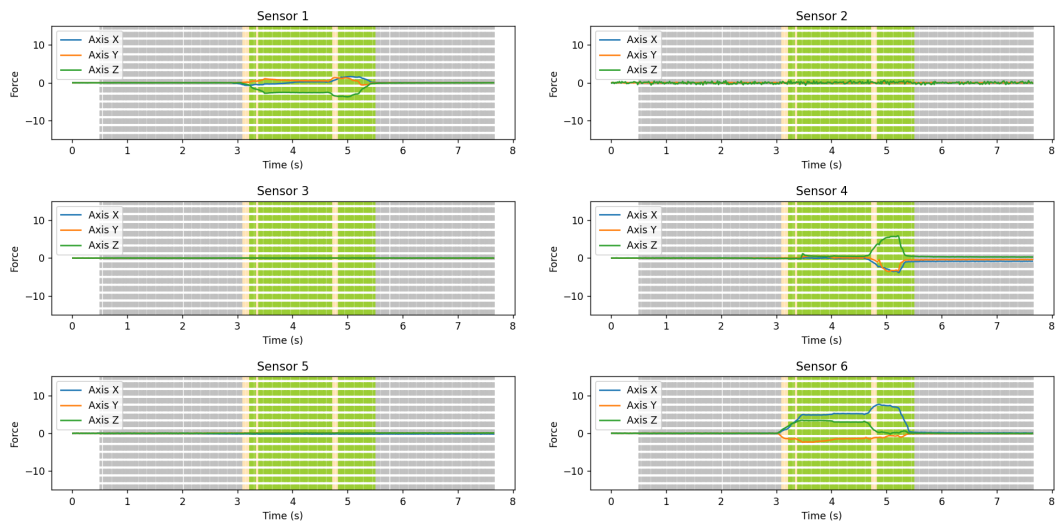 Sensor 1
Force
15
10
0
−10
Axis X
Axis Y
Axis Z
0 1 2 3 4 5 6 7 8
Time (s)
Sensor 2
Force
10
0
−10
Axis X
Axis Y
Axis Z
0 1 2 3 4 5 6 7 8
Time (s)
Sensor 3
Force
10
0
−10
Axis X
Axis Y
Axis Z
0 1 2 3 4 5 6 7 8
Time (s)
Sensor 4
Force
10
0
−10
Axis X
Axis Y
Axis Z
0 1 2 3 4 5 6 7 8
Time (s)
Sensor 5
Force
10
0
−10
Axis X
Axis Y
Axis Z
0 1 2 3 4 5 6 7 8
Time (s)
Sensor 6
Force
10
0
−10
Axis X
Axis Y
Axis Z
0 1 2 3 4 5 6 7 8
Time (s)